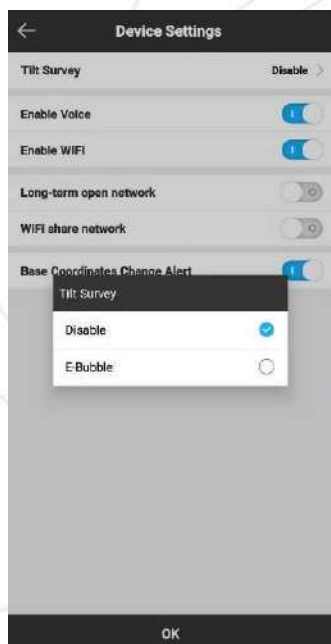 Device Settings
Tilt Survey Disable
Enable Voice
Enable WIFI
Long-term open network
WIFI share network
Base Coordinates Change Alert
Tilt Survey
Disable
E-Bubble
OK